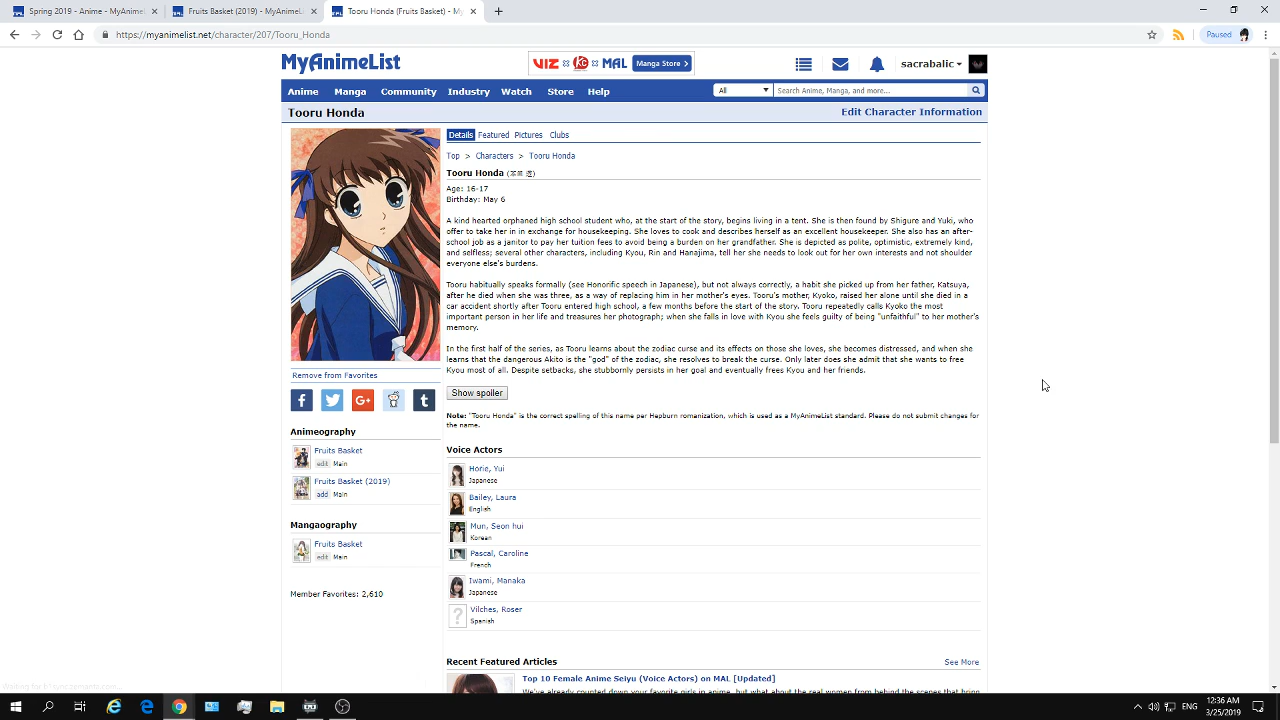 Spring 2019 - Anime - MyAnimeL
Fruits Basket (2019) - MyAnimeLi
Tooru Honda (Fruits Basket) - My
https://myanimelist.net/character/207/Tooru_Honda
Paused
MyAnimeList
VIZ MAL Manga Store
sacrabalic
Anime Manga Community Industry Watch Store Help
All
Search Anime, Manga, and more...
Tooru Honda
Edit Character Information
Details Featured Pictures Clubs
Top > Characters > Tooru Honda
Tooru Honda
Age: 16-17
Birthday: May 6
A kind hearted orphaned high school student who, at the start of the story, begins living in a tent. She is then found by Shigure and Yuki, who
offer to take her in in exchange for housekeeping. She loves to cook and describes herself as an excellent housekeeper. She also has an after-
school job as a janitor to pay her tuition fees to avoid being a burden on her grandfather. She is depicted as polite, optimistic, extremely kind,
and selfless; several other characters, including Kyou, Rin and Hanajima, tell her she needs to look out for her own interests and not shoulder
everyone else's burdens.
Tooru habitually speaks formally (see Honorific speech in Japanese), but not always correctly, a habit she picked up from her father, Katsuya,
after he died when she was three, as a way of replacing him in her mother's eyes. Tooru's mother, Kyoko, raised her alone until she died in a
car accident shortly after Tooru entered high school, a few months before the start of the story. Tooru repeatedly calls Kyoko the most
important person in her life and treasures her photograph; when she falls in love with Kyou she feels guilty of being "unfaithful" to her mother's
memory.
In the first half of the series, as Tooru learns about the zodiac curse and its effects on those she loves, she becomes distressed, and when she
learns that the dangerous Akito is the "god" of the zodiac, she resolves to break the curse. Only later does she admit that she wants to free
Kyou most of all. Despite setbacks, she stubbornly persists in her goal and eventually frees Kyou and her friends.
Show spoiler
Note: "Tooru Honda" is the correct spelling of this name per Hepburn romanization, which is used as a MyAnimeList standard. Please do not submit changes for
the name.
Remove from Favorites
Animeography
Fruits Basket
edit Main
Fruits Basket (2019)
add Main
Mangaography
Fruits Basket
edit Main
Member Favorites: 2,610
Voice Actors
Horie, Yui
Japanese
Bailey, Laura
English
Mun, Seon hui
Korean
Pascal, Caroline
French
Iwami, Manaka
Japanese
Vilches, Roser
Spanish
Recent Featured Articles
See More
Top 10 Female Anime Seiyu (Voice Actors) on MAL [Updated]
We've already counted down your favorite girls in anime, but what about the real women from behind the scenes that bring
ENG
12:36 AM
3/25/2019